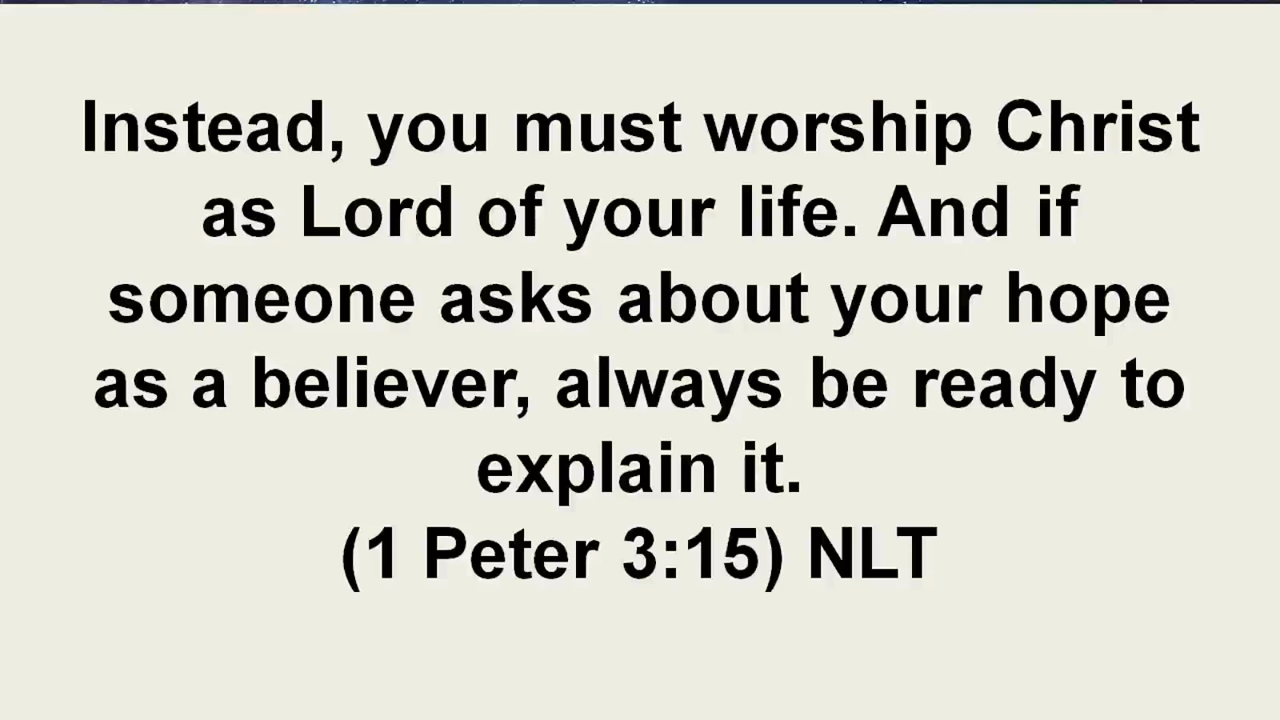 Instead, you must worship Christ
as Lord of your life. And if
someone asks about your hope
as a believer, always be ready to
explain it.
(1 Peter 3:15) NLT